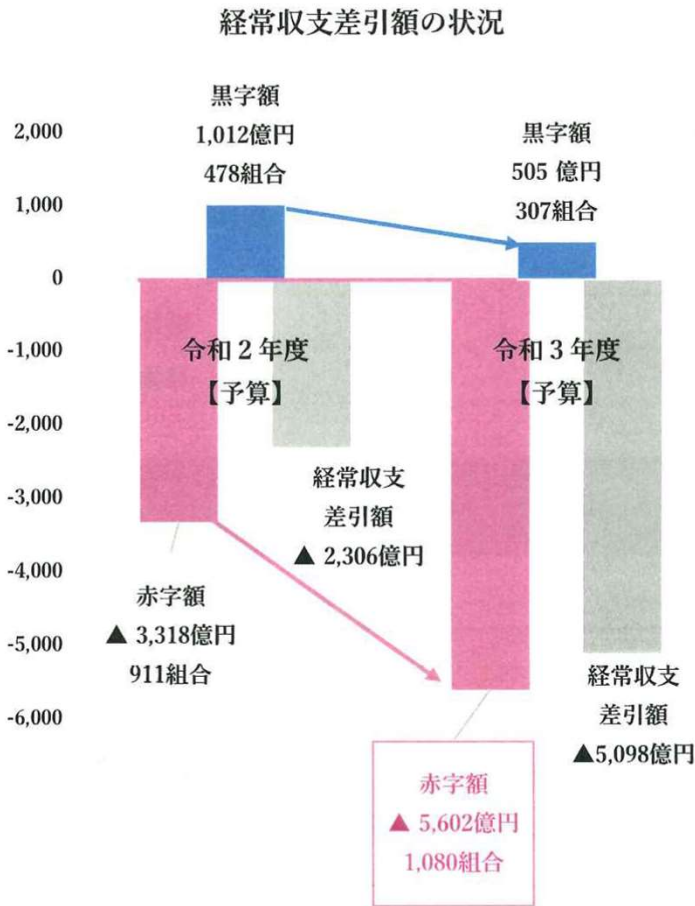 経常収支差引額の状況
黒字額
1,012億円
478組合
黒字額
505 億円
307組合
2,000
1,000
0
-1,000
-2,000
-3,000
-4,000
-5,000
-6,000
令和２年度
【予算】
令和３年度
【予算】
経常収支
差引額
▲ 2,306億円
赤字額
▲ 3,318億円
911組合
経常収支
差引額
▲5,098億円
赤字額
▲ 5,602億円
1,080組合